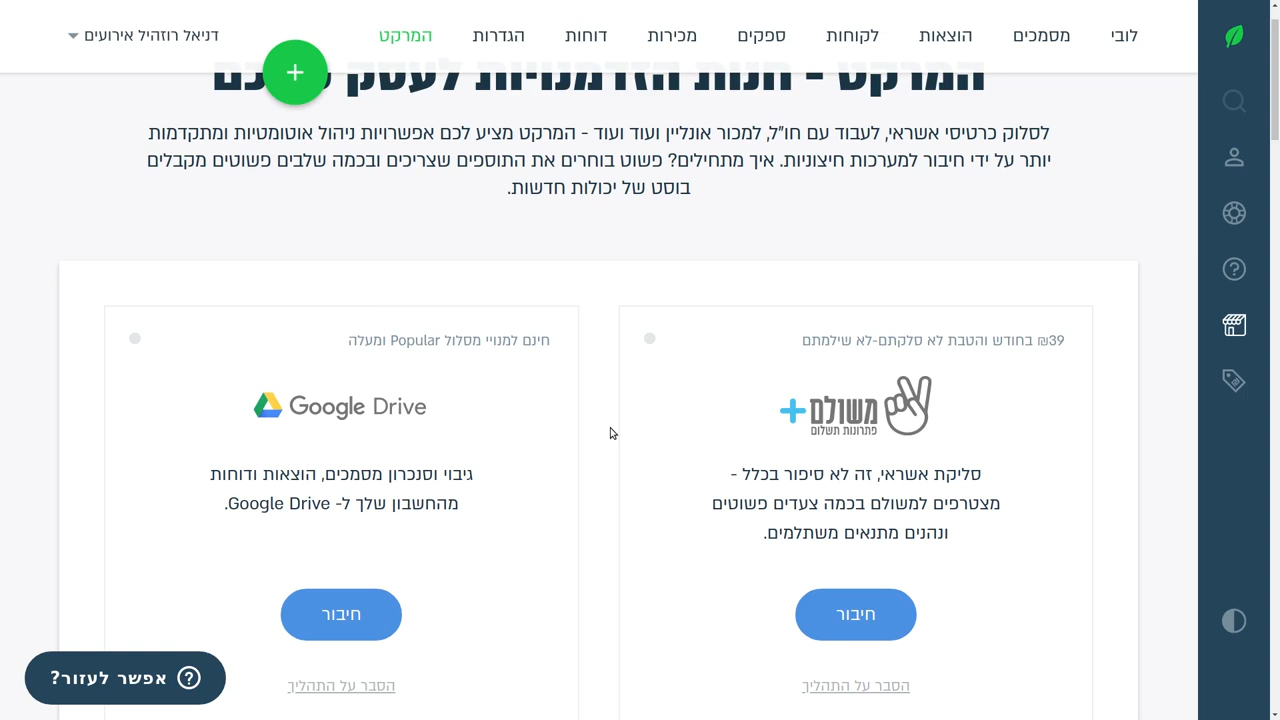 לובי
מסמכים
הוצאות
לקוחות
ספקים
מכירות
דוחות
הגדרות
המרקט
דניאל רוזהיל אירועים
המרקט - חנות הזדמנויות לעסק
לסלוק כרטיסי אשראי, לעבוד עם חו"ל, למכור אונליין ועוד ועוד - המרקט מציע לכם אפשרויות ניהול אוטומטיות ומתקדמות
יותר על ידי חיבור למערכות חיצוניות. איך מתחילים? פשוט בוחרים את התוספים שצריכים ובכמה שלבים פשוטים מקבלים
בוסט של יכולות חדשות.
₪39 בחודש והטבת לא סלקתם-לא שילמתם
משולם+
פתרונות תשלום
סליקת אשראי, זה לא סיפור בכלל -
מצטרפים למשולם בכמה צעדים פשוטים
ונהנים מתנאים משתלמים.
חיבור
הסבר על התהליך
חינם למנויי מסלול Popular ומעלה
Google Drive
גיבוי וסנכרון מסמכים, הוצאות ודוחות
מהחשבון שלך ל- Google Drive.
חיבור
הסבר על התהליך
אפשר לעזור?